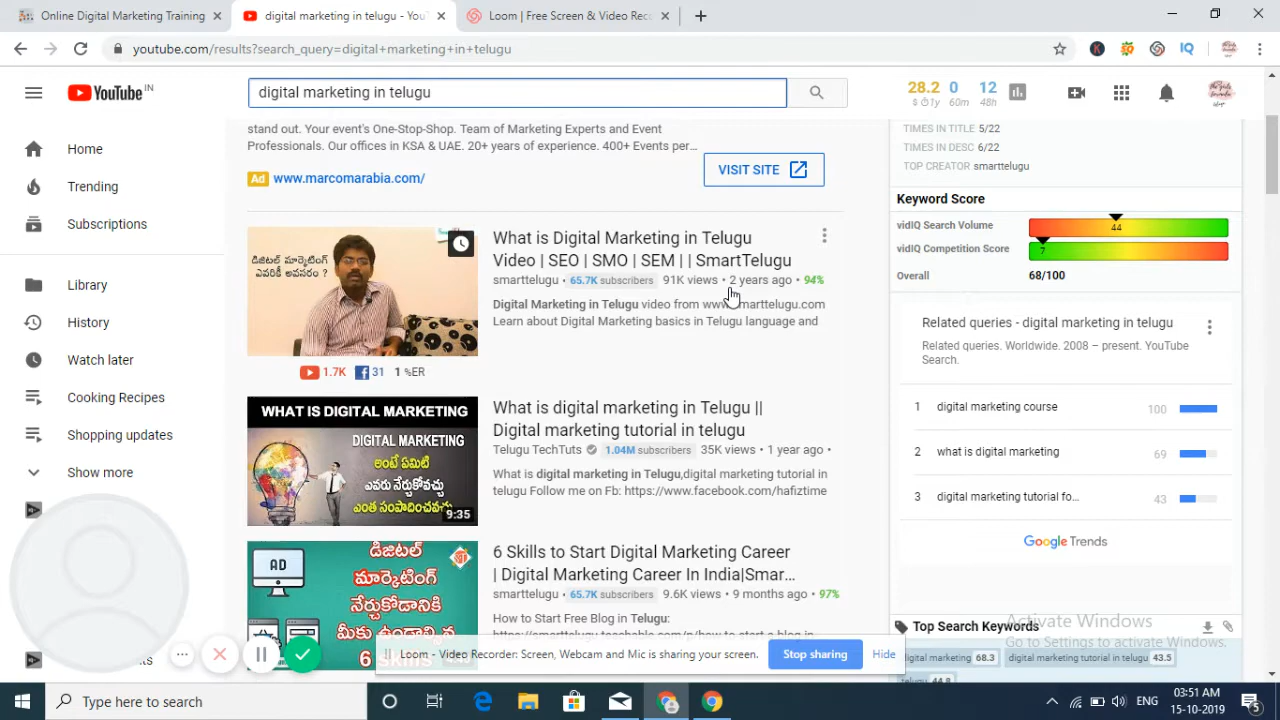 Online Digital Marketing Training
digital marketing in telugu - YouT
Loom | Free Screen & Video Rec
youtube.com/results?search_query=digital+marketing+in+telugu
YouTube IN
digital marketing in telugu
28.2 0 12
1y 60m 48h
Home
Trending
Subscriptions
Library
History
Watch later
Cooking Recipes
Shopping updates
Show more
stand out. Your event's One-Stop-Shop. Team of Marketing Experts and Event
Professionals. Our offices in KSA & UAE. 20+ years of experience. 400+ Events per…
Ad www.marcomarabia.com/
VISIT SITE
డిజిటల్ మార్కెటింగ్
ఎవరికీ అవసరం ?
What is Digital Marketing in Telugu
Video | SEO | SMO | SEM | | SmartTelugu
smarttelugu • 65.7K subscribers 91K views • 2 years ago • 94%
Digital Marketing in Telugu video from www.smarttelugu.com
Learn about Digital Marketing basics in Telugu language and
1.7K 31 1 %ER
WHAT IS DIGITAL MARKETING
DIGITAL
MARKETING
అంటే ఏమిటి
ఎవరు నేర్చుకోవచ్చు
ఎంత సంపాదించవచ్చు
9:35
What is digital marketing in Telugu ||
Digital marketing tutorial in telugu
Telugu TechTuts 1.04M subscribers 35K views • 1 year ago •
What is digital marketing in Telugu,digital marketing tutorial in
telugu Follow me on Fb: https://www.facebook.com/hafiztime
AD
డిజిటల్
మార్కెటింగ్
నేర్చుకోడానికి
మీకు ఉండాల్సిన
6
6 Skills to Start Digital Marketing Career
| Digital Marketing Career In India|Smar…
smarttelugu • 65.7K subscribers 9.6K views • 9 months ago • 97%
How to Start Free Blog in Telugu:
TIMES IN TITLE 5/22
TIMES IN DESC 6/22
TOP CREATOR smarttelugu
Keyword Score
vidIQ Search Volume 44
vidIQ Competition Score 7
Overall 68/100
Related queries - digital marketing in telugu
Related queries. Worldwide. 2008 – present. YouTube
Search.
1 digital marketing course 100
2 what is digital marketing 69
3 digital marketing tutorial fo... 43
Google Trends
Top Search Keywords
digital marketing 68.3 digital marketing tutorial in telugu 43.5
telugu 44.8
Activate Windows
Go to Settings to activate Windows.
Loom - Video Recorder: Screen, Webcam and Mic is sharing your screen.
Stop sharing
Hide
Type here to search
ENG
03:51 AM
15-10-2019
5